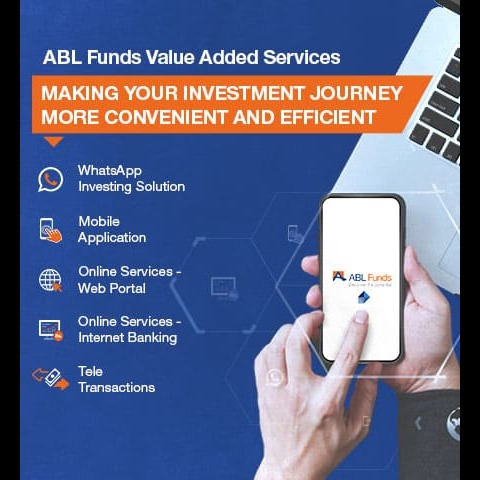 ABL Funds Value Added Services
MAKING YOUR INVESTMENT JOURNEY
MORE CONVENIENT AND EFFICIENT
WhatsApp
Investing Solution
Mobile
Application
Online Services -
Web Portal
Online Services -
Internet Banking
Tele
Transactions
ABL Funds